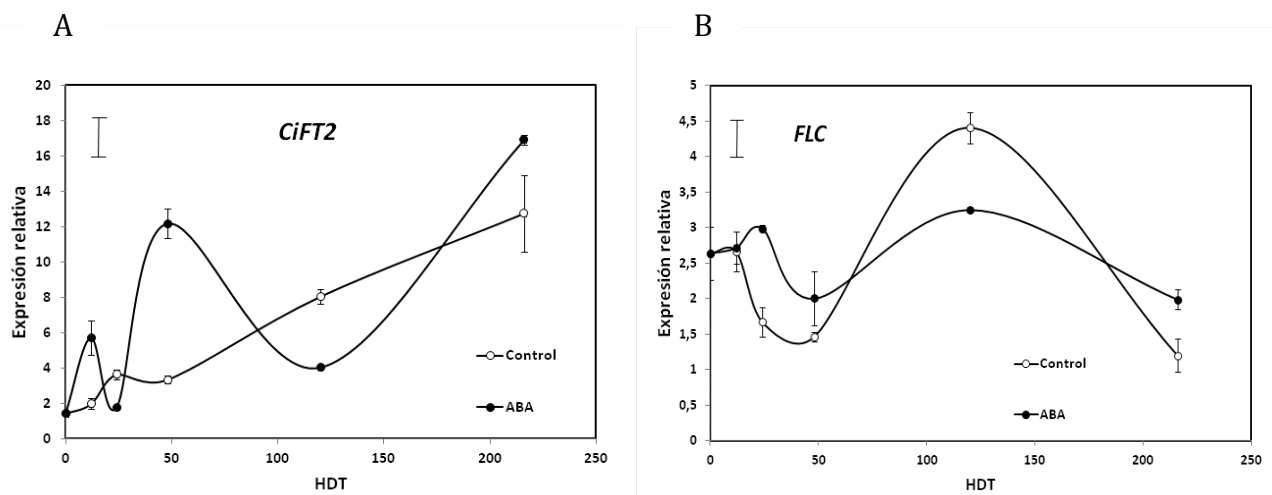 A
CiFT2
Expresión relativa
20
18
16
14
12
10
8
6
4
2
0
Control
ABA
0 50 100 150 200 250
HDT
B
FLC
Expresión relativa
5
4,5
4
3,5
3
2,5
2
1,5
1
0,5
0
Control
ABA
0 50 100 150 200 250
HDT